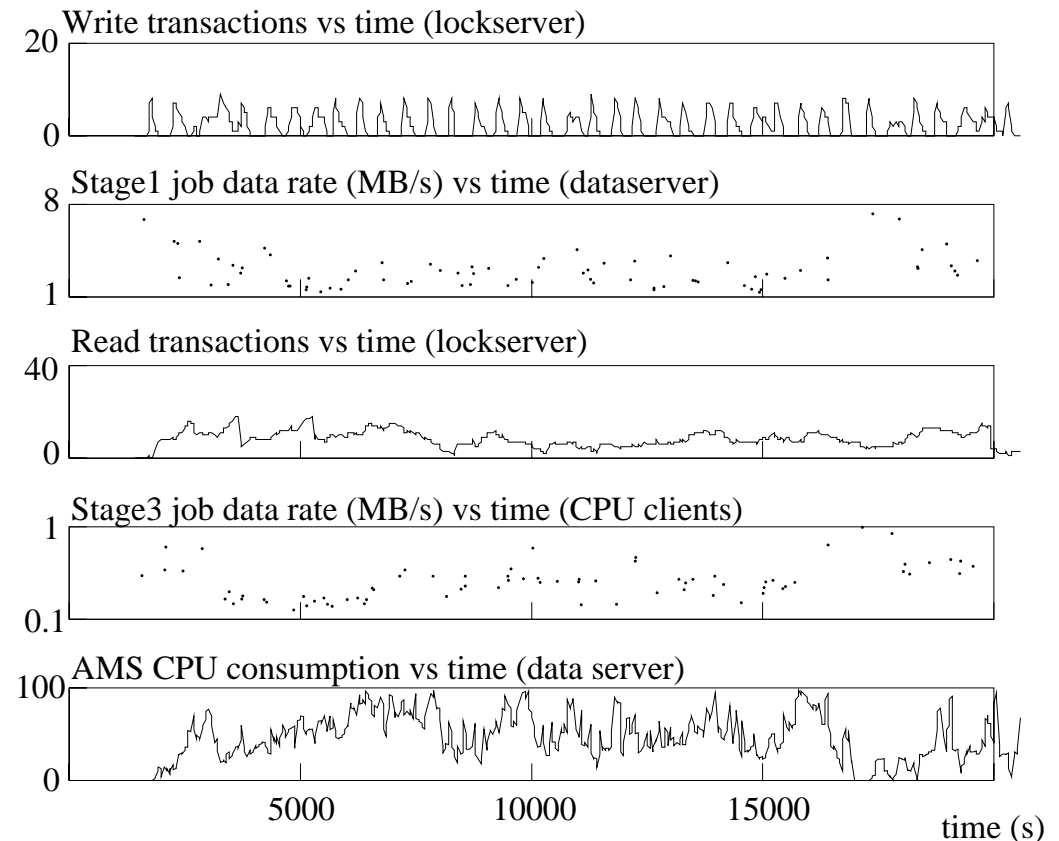 Write transactions vs time (lockserver)
20
0
Stage1 job data rate (MB/s) vs time (dataserver)
8
1
Read transactions vs time (lockserver)
40
0
Stage3 job data rate (MB/s) vs time (CPU clients)
1
0.1
AMS CPU consumption vs time (data server)
100
0
5000 10000 15000
time (s)